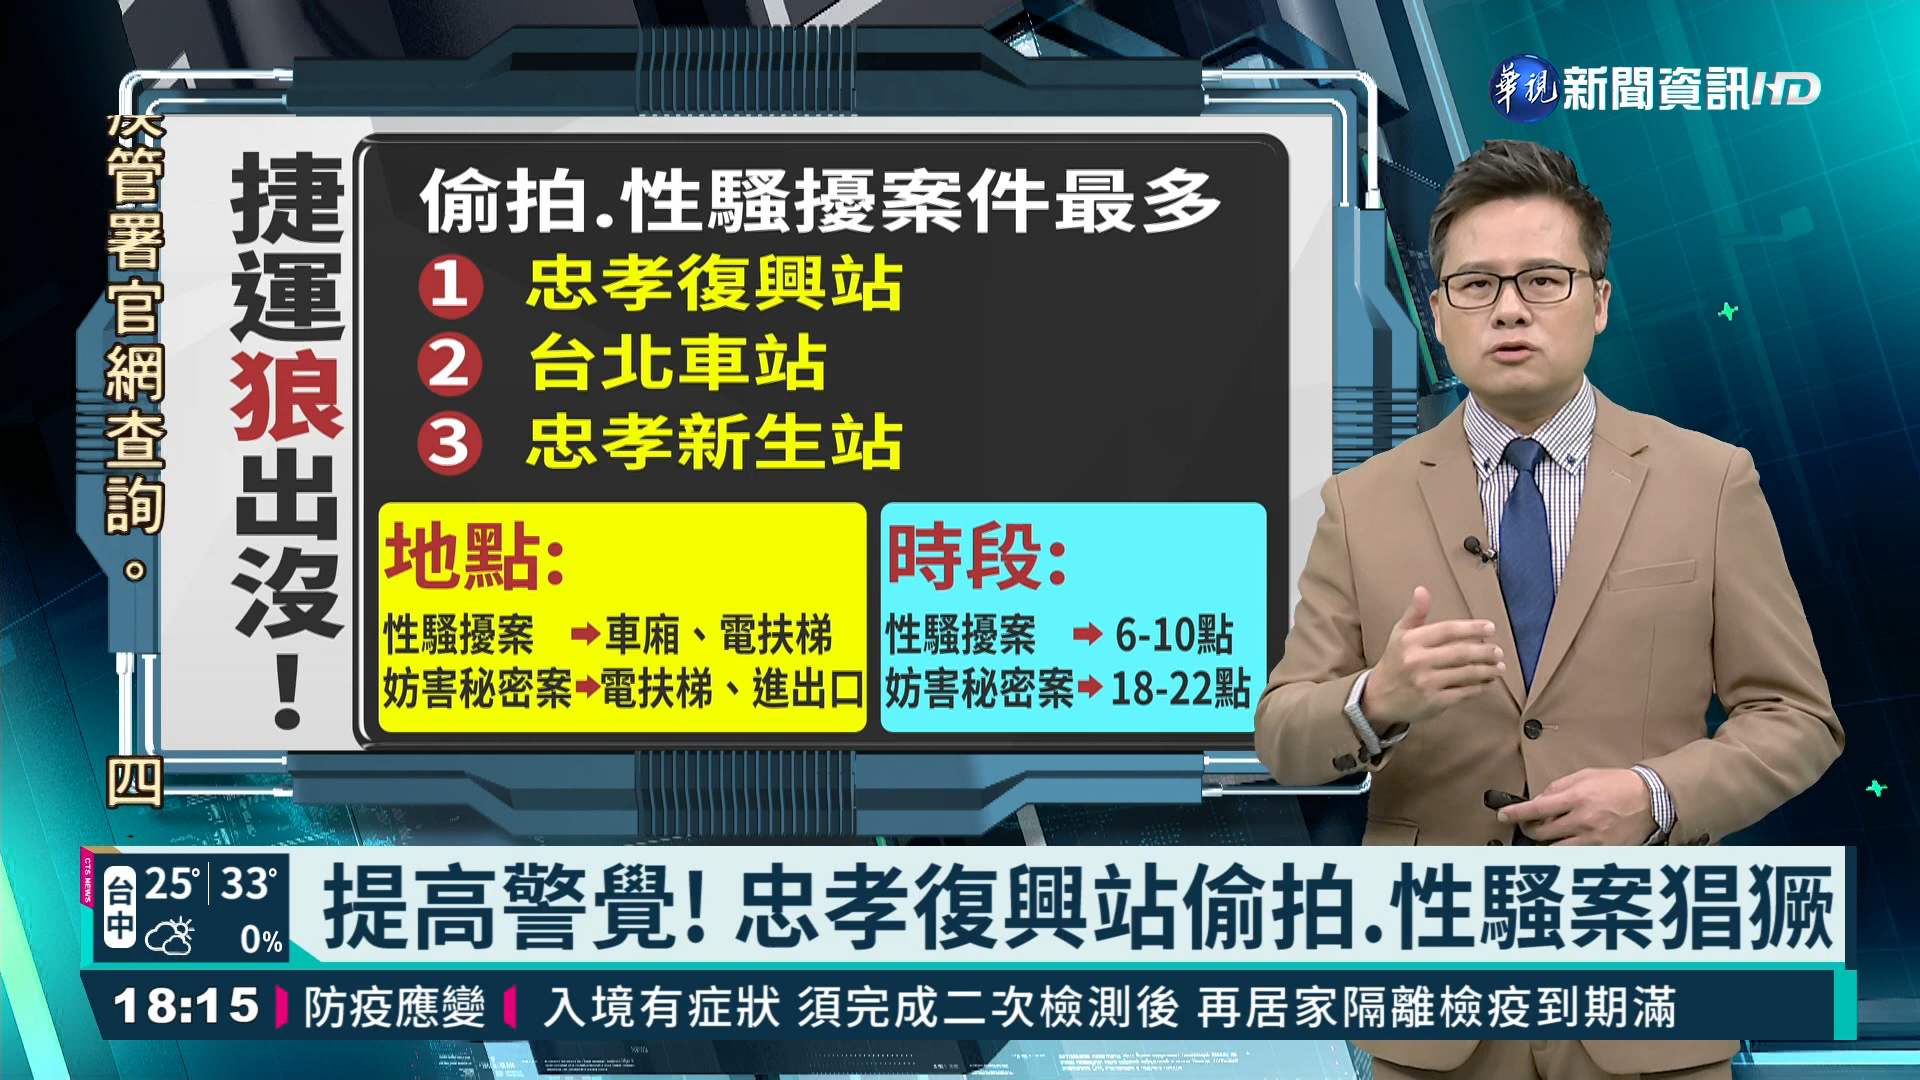 華視 新聞資訊HD
疾管署官網查詢。 四
捷運狼出沒！
偷拍.性騷擾案件最多
1 忠孝復興站
2 台北車站
3 忠孝新生站
地點:
性騷擾案 ➡車廂、電扶梯
妨害秘密案➡電扶梯、進出口
時段:
性騷擾案 ➡ 6-10點
妨害秘密案➡ 18-22點
CTS NEWS
台中 25° 33°
0%
提高警覺! 忠孝復興站偷拍.性騷案猖獗
18:15 防疫應變 入境有症狀 須完成二次檢測後 再居家隔離檢疫到期滿